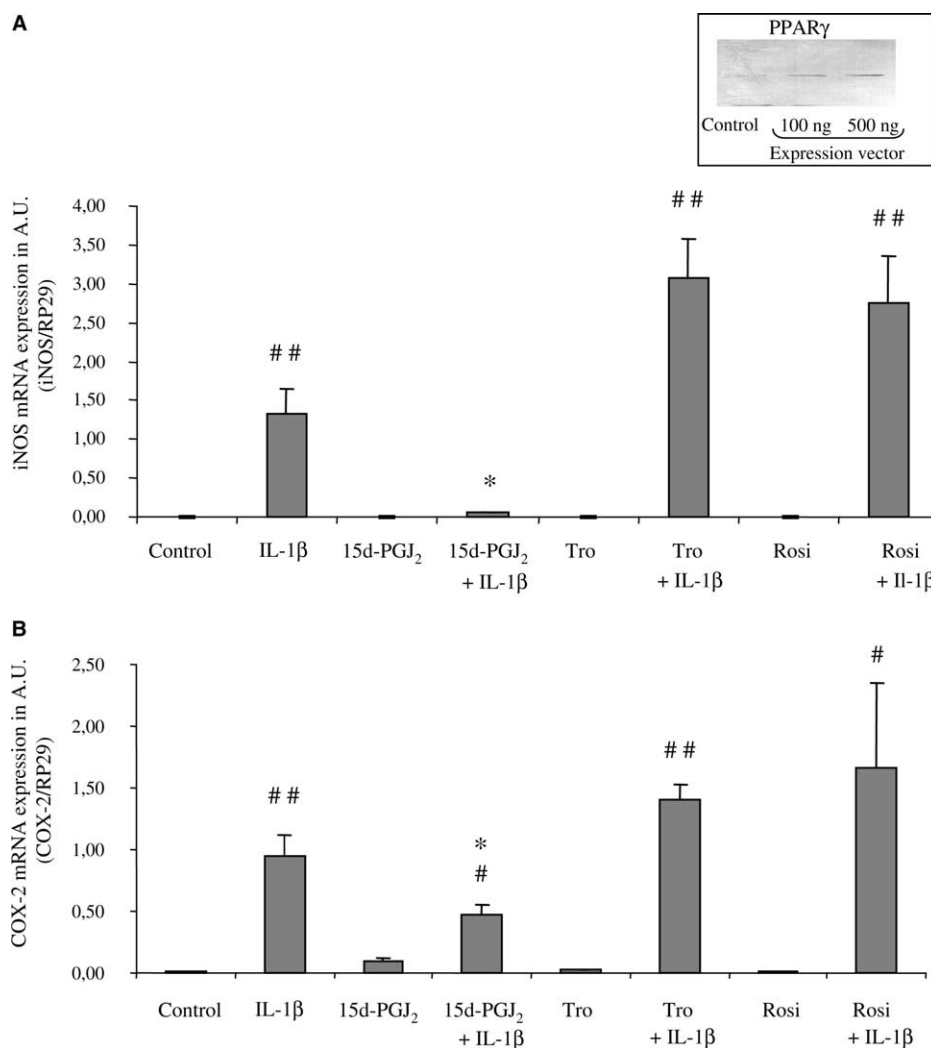 A
PPARγ
Control 100 ng 500 ng
Expression vector
iNOS mRNA expression in A.U.
(iNOS/RP29)
4,00
3,50
3,00
2,50
2,00
1,50
1,00
0,50
0,00
# #
*
# #
# #
Control IL-1β 15d-PGJ₂ 15d-PGJ₂ Tro Tro Rosi Rosi
+ IL-1β + IL-1β + Il-1β
B
COX-2 mRNA expression in A.U.
(COX-2/RP29)
2,50
2,00
1,50
1,00
0,50
0,00
# #
*
#
# #
#
Control IL-1β 15d-PGJ₂ 15d-PGJ₂ Tro Tro Rosi Rosi
+ IL-1β + IL-1β + IL-1β